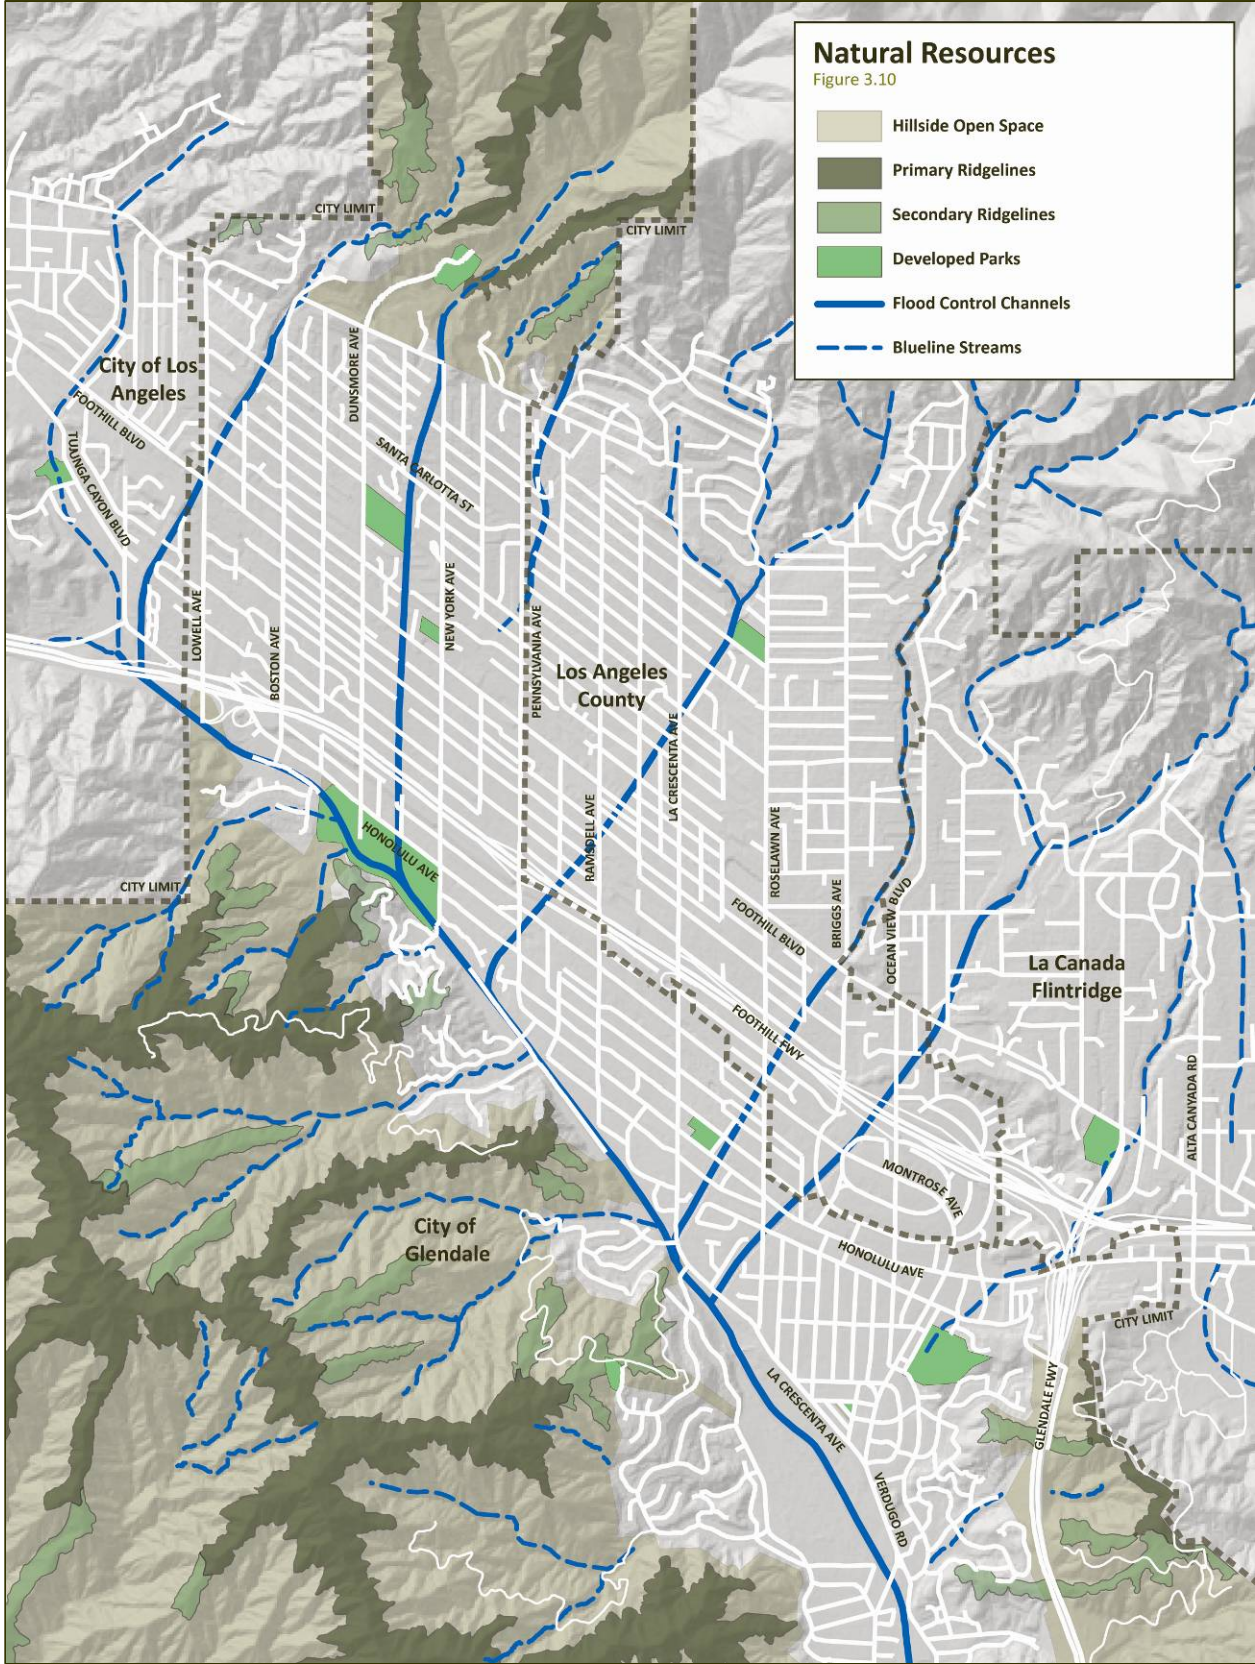 Natural Resources
Figure 3.10
Hillside Open Space
Primary Ridgelines
Secondary Ridgelines
Developed Parks
Flood Control Channels
Blueline Streams
CITY LIMIT
CITY LIMIT
City of Los
Angeles
FOOTHILL BLVD
TUJUNGA CAYON BLVD
DUNSMORE AVE
SANTA CARLOTTA ST
LOWELL AVE
BOSTON AVE
NEW YORK AVE
PENNSYLVANIA AVE
Los Angeles
County
LA CRESCENTA AVE
RAMSDELL AVE
ROSELAWN AVE
BRIGGS AVE
OCEAN VIEW BLVD
HONOLULU AVE
CITY LIMIT
FOOTHILL BLVD
FOOTHILL FWY
La Canada
Flintridge
ALTA CANYADA RD
MONTROSE AVE
City of
Glendale
HONOLULU AVE
CITY LIMIT
LA CRESCENTA AVE
GLENDALE FWY
VERDUGO RD